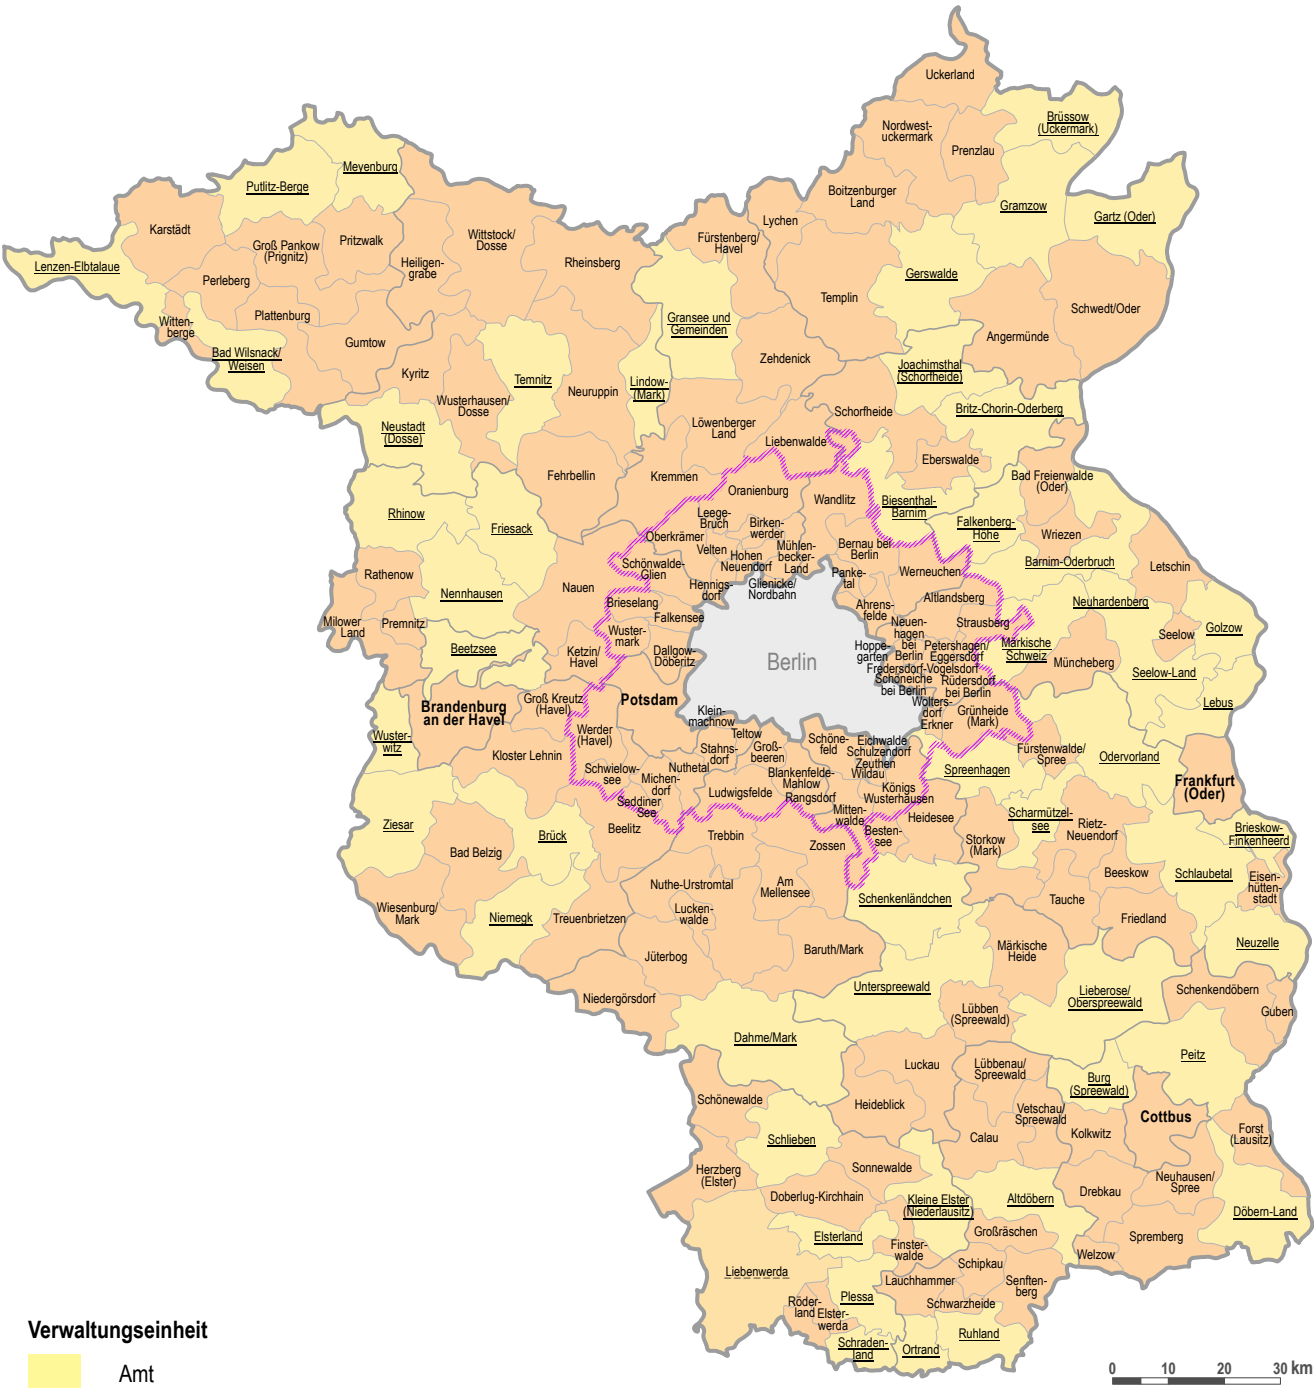 Uckerland
Nordwest-
uckermark
Prenzlau
Brüssow
(Uckermark)
Boitzenburger
Land
Gramzow
Gartz (Oder)
Meyenburg
Putlitz-Berge
Karstädt
Lenzen-Elbtalaue
Groß Pankow
(Prignitz)
Pritzwalk
Perleberg
Heiligen-
grabe
Wittstock/
Dosse
Rheinsberg
Fürstenberg/
Havel
Lychen
Templin
Gerswalde
Angermünde
Schwedt/Oder
Witten-
berge
Plattenburg
Bad Wilsnack/
Weisen
Gumtow
Kyritz
Wusterhausen/
Dosse
Temnitz
Neuruppin
Lindow-
(Mark)
Gransee und
Gemeinden
Zehdenick
Joachimsthal
(Schorfheide)
Britz-Chorin-Oderberg
Schorfheide
Neustadt
(Dosse)
Löwenberger
Land
Liebenwalde
Eberswalde
Fehrbellin
Kremmen
Oranienburg
Wandlitz
Biesenthal-
Barnim
Bad Freienwalde
(Oder)
Falkenberg-
Höhe
Wriezen
Barnim-Oderbruch
Letschin
Rhinow
Friesack
Leege-
Bruch
Birken-
werder
Oberkrämer
Velten
Hohen
Neuendorf
Mühlen-
becker-
Land
Bernau bei
Berlin
Schönwalde-
Glien
Hennigs-
dorf
Glienicke/
Nordbahn
Panke-
tal
Werneuchen
Rathenow
Nennhausen
Nauen
Brieselang
Falkensee
Ahrens-
felde
Altlandsberg
Neuhardenberg
Milower
Land
Premnitz
Wuster-
mark
Neuen-
hagen
bei
Berlin
Strausberg
Seelow
Golzow
Beetzsee
Ketzin/
Havel
Dallgow-
Döberitz
Berlin
Hoppe-
garten
Petershagen/
Eggersdorf
Märkische
Schweiz
Müncheberg
Seelow-Land
Fredersdorf-Vogelsdorf
Schöneiche
bei Berlin
Rüdersdorf
bei Berlin
Lebus
Brandenburg
an der Havel
Groß Kreutz
(Havel)
Potsdam
Klein-
machnow
Wolters-
dorf
Erkner
Grünheide
(Mark)
Wuster-
witz
Werder
(Havel)
Teltow
Stahns-
dorf
Groß-
beeren
Schöne-
feld
Eichwalde
Schulzendorf
Zeuthen
Wildau
Fürstenwalde/
Spree
Odervorland
Kloster Lehnin
Schwielow-
see
Michen-
dorf
Nuthetal
Blankenfelde-
Mahlow
Spreenhagen
Frankfurt
(Oder)
Seddiner
See
Ludwigsfelde
Rangsdorf
Königs
Wusterhausen
Mitten-
walde
Heidesee
Scharmützel-
see
Ziesar
Brück
Beelitz
Trebbin
Zossen
Besten-
see
Storkow
(Mark)
Rietz-
Neuendorf
Brieskow-
Finkenheerd
Bad Belzig
Beeskow
Schlaubetal
Eisen-
hütten-
stadt
Wiesenburg/
Mark
Niemegk
Treuenbrietzen
Nuthe-Urstromtal
Am
Mellensee
Schenkenländchen
Tauche
Friedland
Lucken-
walde
Jüterbog
Baruth/Mark
Märkische
Heide
Neuzelle
Niedergörsdorf
Unterspreewald
Lieberose/
Oberspreewald
Schenkendöbern
Lübben
(Spreewald)
Guben
Dahme/Mark
Luckau
Lübbenau/
Spreewald
Peitz
Burg
(Spreewald)
Schönewalde
Heideblick
Vetschau/
Spreewald
Cottbus
Schlieben
Calau
Kolkwitz
Forst
(Lausitz)
Herzberg
(Elster)
Sonnewalde
Neuhausen/
Spree
Doberlug-Kirchhain
Kleine Elster
(Niederlausitz)
Altdöbern
Drebkau
Döbern-Land
Elsterland
Finster-
walde
Großräschen
Spremberg
Welzow
Liebenwerda
Schipkau
Lauchhammer
Senften-
berg
Plessa
Schwarzheide
Röder-
land
Elster-
werda
Schraden-
land
Ortrand
Ruhland
Verwaltungseinheit
Amt
0 10 20 30 km